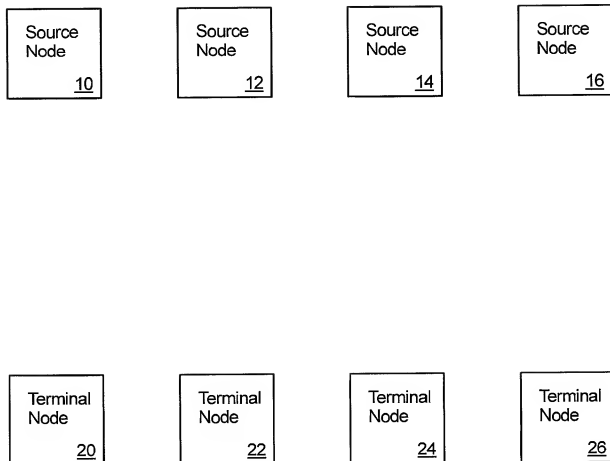 Source
Node
10
Source
Node
12
Source
Node
14
Source
Node
16
Terminal
Node
20
Terminal
Node
22
Terminal
Node
24
Terminal
Node
26